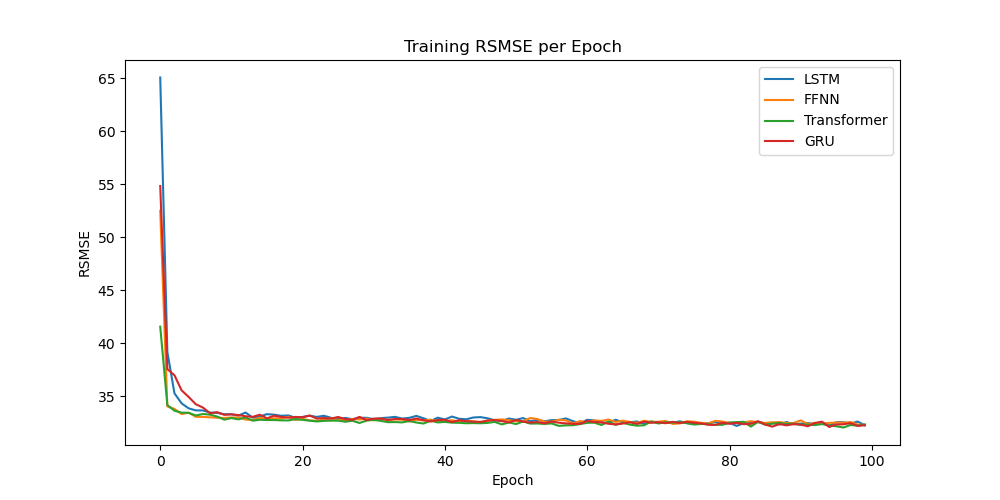 Training RSMSE per Epoch
LSTM
FFNN
Transformer
GRU
65
60
55
50
45
40
35
RSMSE
0 20 40 60 80 100
Epoch